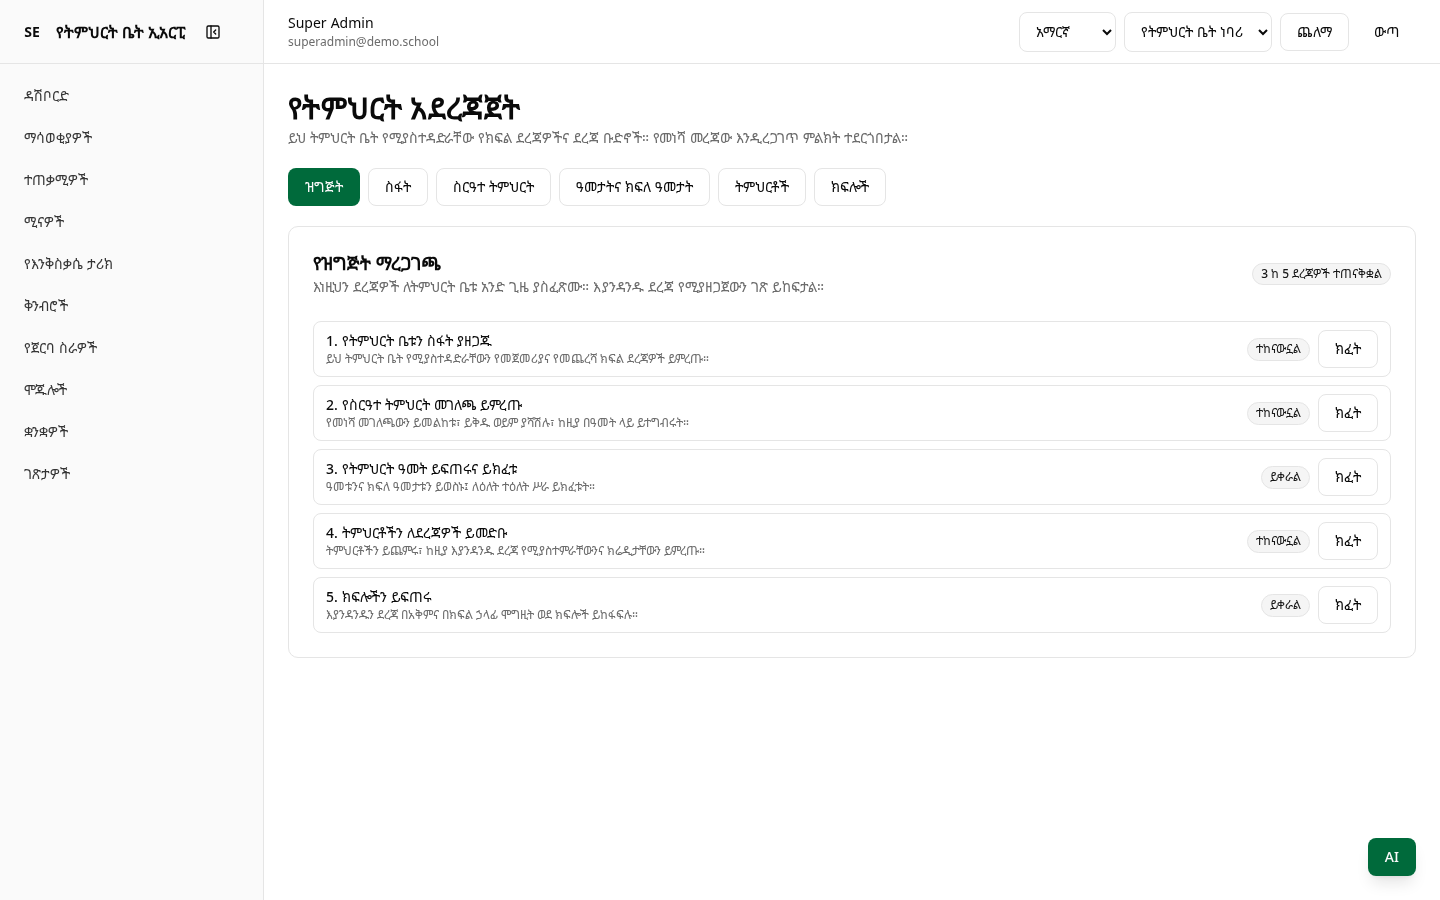 SE
የትምህርት ቤት ኢአርፒ
Super Admin
superadmin@demo.school
አማርኛ
የትምህርት ቤት ነባሪ
ጨለማ
ውጣ
ዳሽቦርድ
ማሳወቂያዎች
ተጠቃሚዎች
ሚናዎች
የእንቅስቃሴ ታሪክ
ቅንብሮች
የጀርባ ስራዎች
ሞጁሎች
ቋንቋዎች
ገጽታዎች
የትምህርት አደረጃጀት
ይህ ትምህርት ቤት የሚያስተዳድራቸው የክፍል ደረጃዎችና ደረጃ ቡድኖች። የመነሻ መረጃው እንዲረጋገጥ ምልክት ተደርጎበታል።
ዝግጅት
ስፋት
ስርዓተ ትምህርት
ዓመታትና ክፍለ ዓመታት
ትምህርቶች
ክፍሎች
የዝግጅት ማረጋገጫ
እነዚህን ደረጃዎች ለትምህርት ቤቱ አንድ ጊዜ ያስፈጽሙ። እያንዳንዱ ደረጃ የሚያዘጋጀውን ገጽ ይከፍታል።
3 ከ 5 ደረጃዎች ተጠናቅቋል
1. የትምህርት ቤቱን ስፋት ያዘጋጁ
ይህ ትምህርት ቤት የሚያስተዳድራቸውን የመጀመሪያና የመጨረሻ ክፍል ደረጃዎች ይምረጡ።
ተከናውኗል
ክፈት
2. የስርዓተ ትምህርት መገለጫ ይምረጡ
የመነሻ መገለጫውን ይመልከቱ፣ ይቅዱ ወይም ያሻሽሉ፣ ከዚያ በዓመት ላይ ይተግብሩት።
ተከናውኗል
ክፈት
3. የትምህርት ዓመት ይፍጠሩና ይክፈቱ
ዓመቱንና ክፍለ ዓመታቱን ይወስኑ፤ ለዕለት ተዕለት ሥራ ይክፈቱት።
ይቀራል
ክፈት
4. ትምህርቶችን ለደረጃዎች ይመድቡ
ትምህርቶችን ይጨምሩ፣ ከዚያ እያንዳንዱ ደረጃ የሚያስተምራቸውንና ክሬዲታቸውን ይምረጡ።
ተከናውኗል
ክፈት
5. ክፍሎችን ይፍጠሩ
እያንዳንዱን ደረጃ በአቅምና በክፍል ኃላፊ ሞግዚት ወደ ክፍሎች ይከፋፍሉ።
ይቀራል
ክፈት
AI